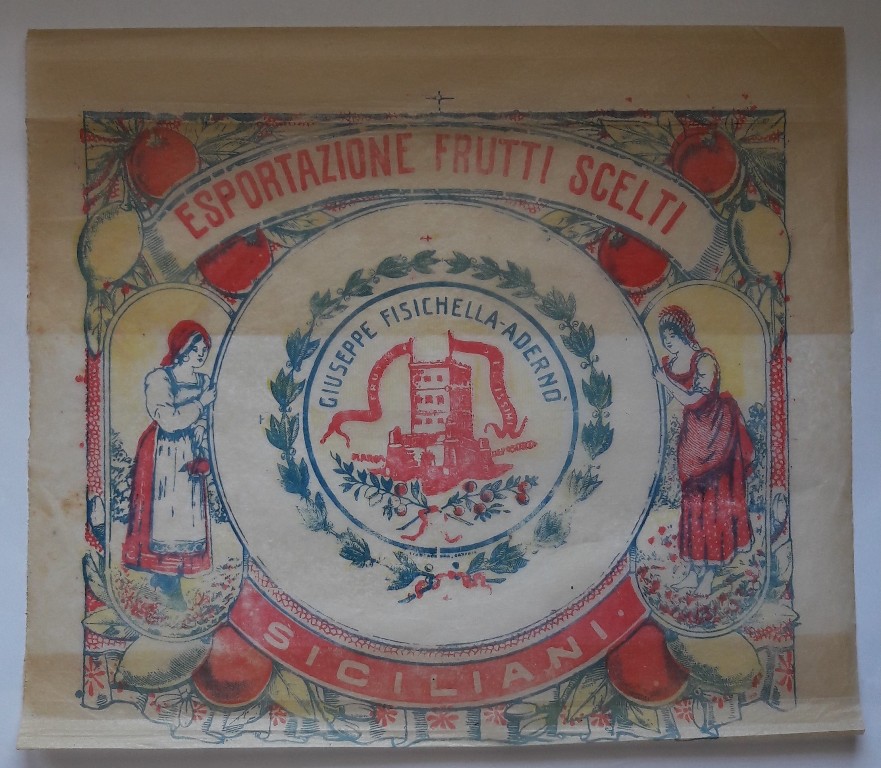 ESPORTAZIONE FRUTTI SCELTI
GIUSEPPE FISICHELLA-ADERNÒ
SICILIANI